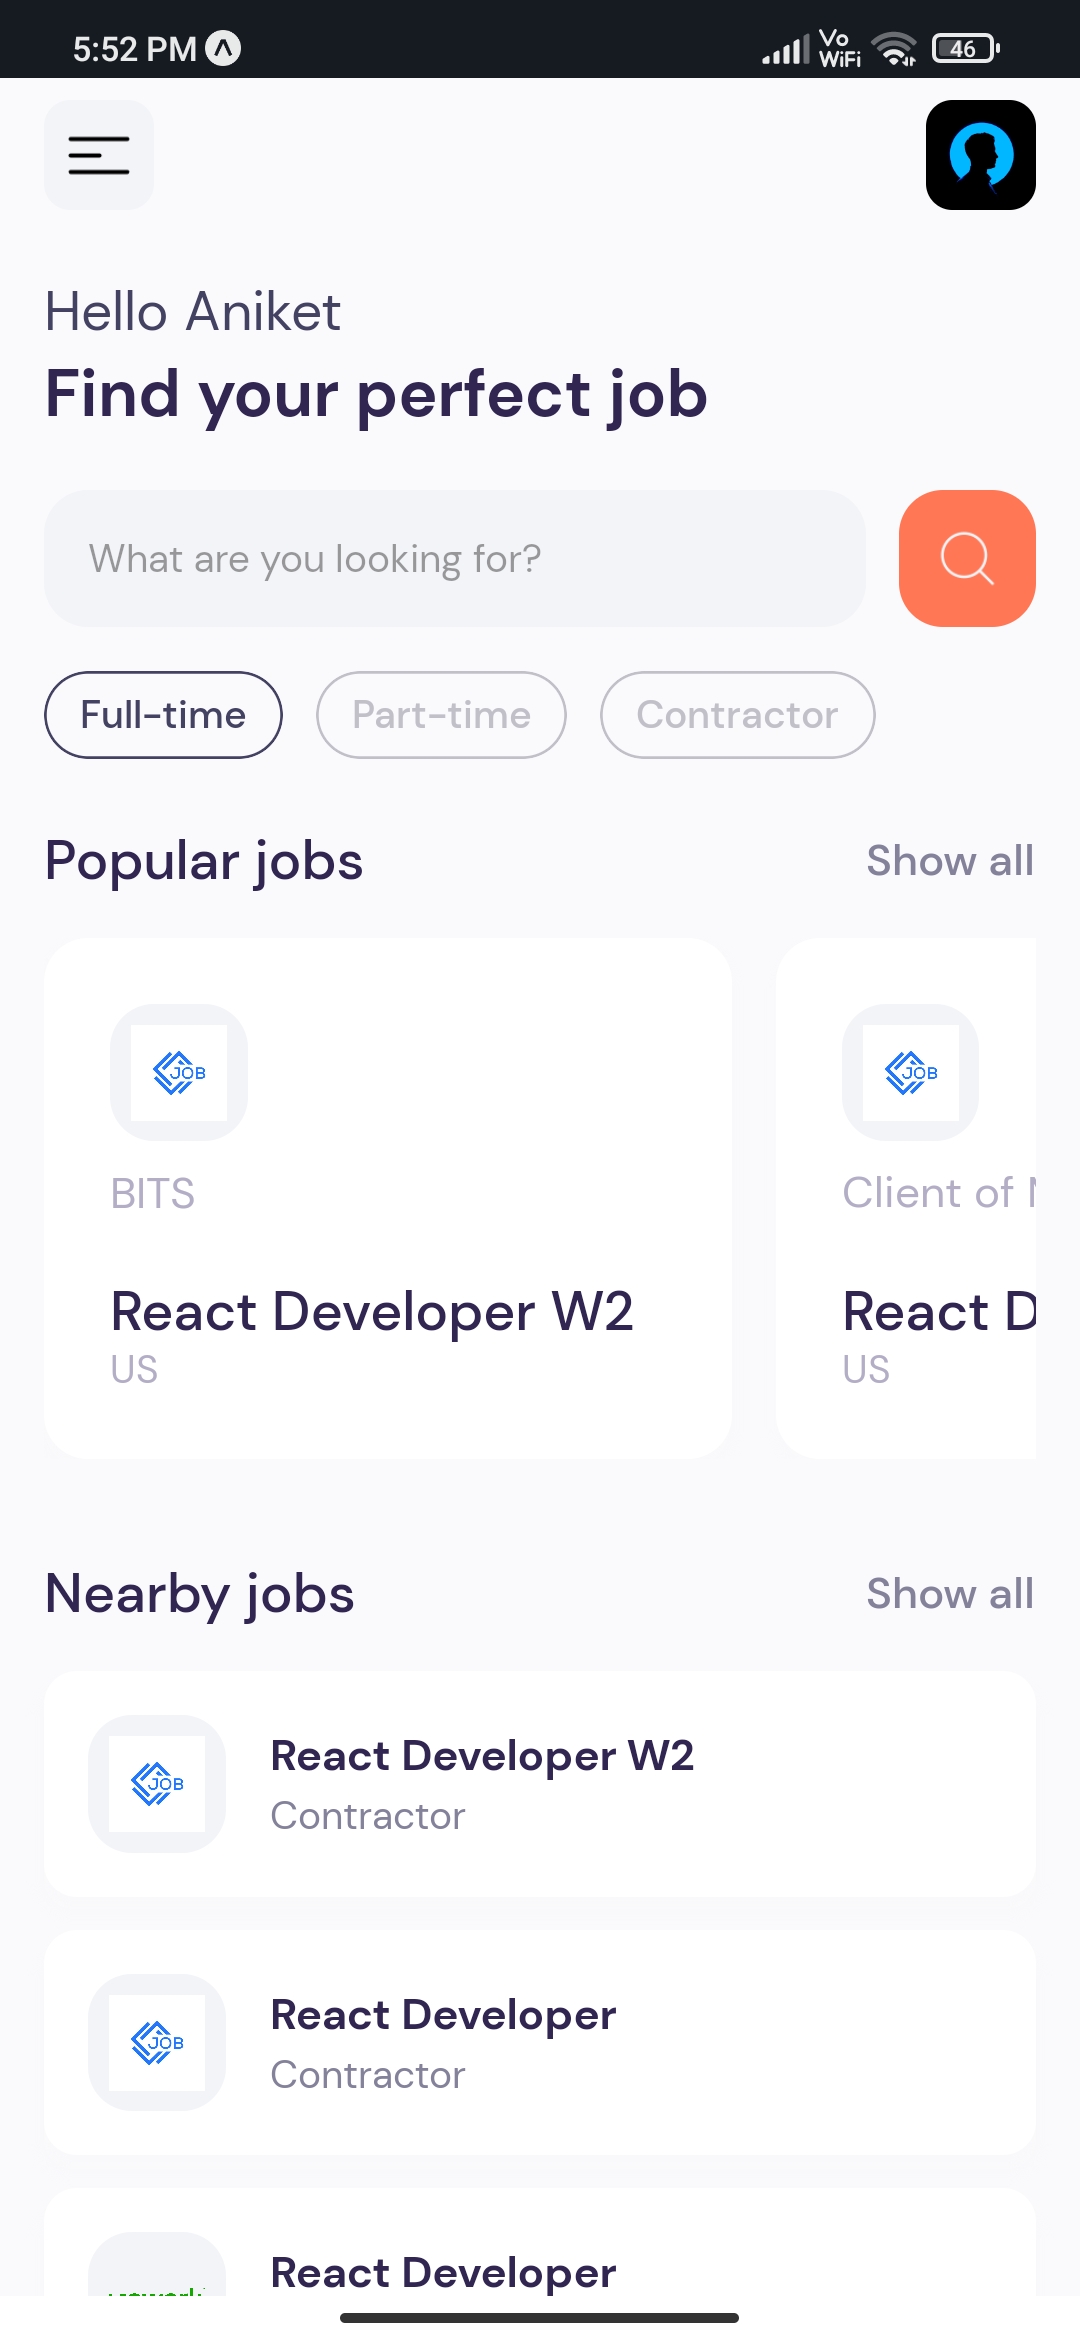 5:52 PM
Vo
WiFi
46
Hello Aniket
Find your perfect job
What are you looking for?
Full-time Part-time Contractor
Popular jobs Show all
JOB
JOB
BITS
Client of
React Developer W2
React D
US
US
Nearby jobs Show all
JOB
React Developer W2
Contractor
JOB
React Developer
Contractor
React Developer